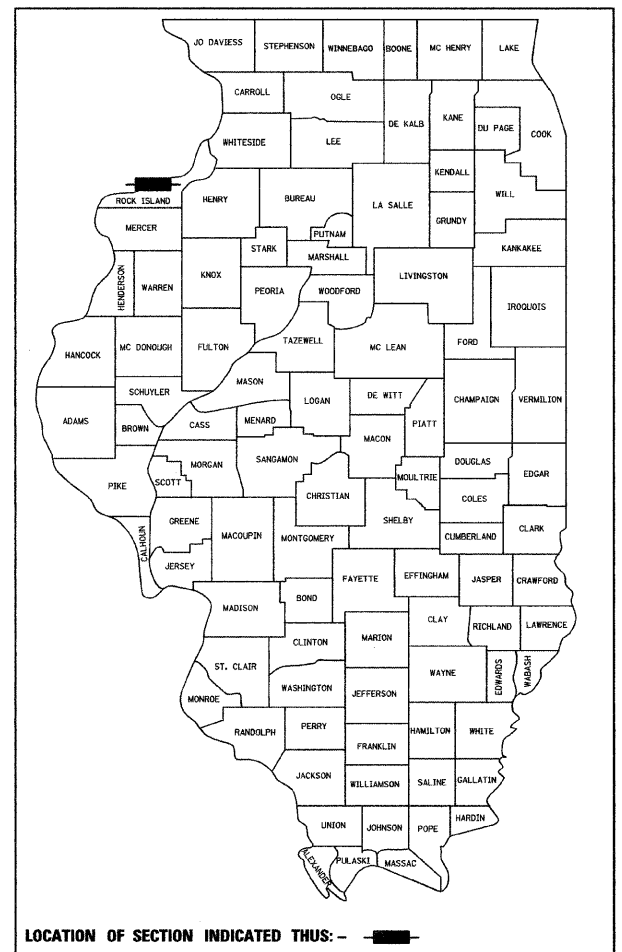 JO DAVIESS STEPHENSON WINNEBAGO BOONE MC HENRY LAKE
CARROLL OGLE
DE KALB KANE DU PAGE COOK
WHITESIDE LEE
KENDALL
ROCK ISLAND HENRY BUREAU LA SALLE WILL
GRUNDY
MERCER PUTNAM
STARK MARSHALL KANKAKEE
HENDERSON WARREN KNOX PEORIA WOODFORD LIVINGSTON IROQUOIS
HANCOCK MC DONOUGH FULTON TAZEWELL MC LEAN FORD
SCHUYLER MASON LOGAN DE WITT CHAMPAIGN VERMILION
ADAMS BROWN CASS MENARD PIATT
MACON
MORGAN SANGAMON DOUGLAS
PIKE SCOTT MOULTRIE EDGAR
CHRISTIAN COLES
GREENE MACOUPIN SHELBY
CALHOUN MONTGOMERY CUMBERLAND CLARK
JERSEY
FAYETTE EFFINGHAM JASPER CRAWFORD
MADISON BOND
CLAY RICHLAND LAWRENCE
CLINTON MARION
ST. CLAIR WAYNE EDWARDS WABASH
WASHINGTON JEFFERSON
MONROE
RANDOLPH PERRY HAMILTON WHITE
FRANKLIN
JACKSON WILLIAMSON SALINE GALLATIN
UNION JOHNSON POPE HARDIN
ALEXANDER PULASKI MASSAC
LOCATION OF SECTION INDICATED THUS: -